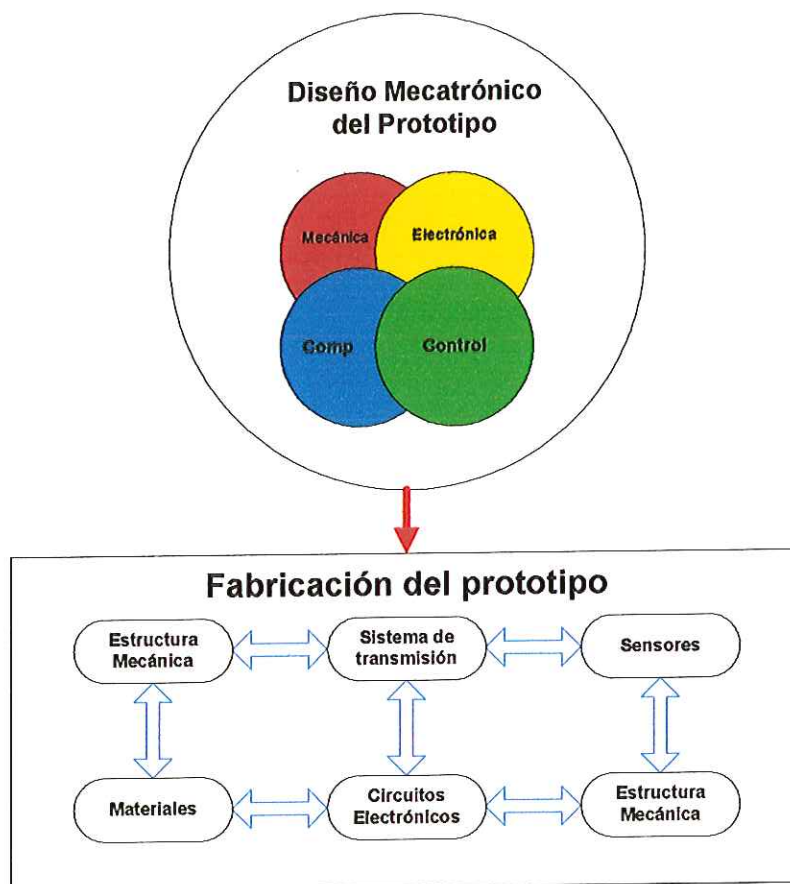 Diseño Mecatrónico
del Prototipo
Mecánica
Electrónica
Comp
Control
Fabricación del prototipo
Estructura
Mecánica
Sistema de
transmisión
Sensores
Materiales
Circuitos
Electrónicos
Estructura
Mecánica